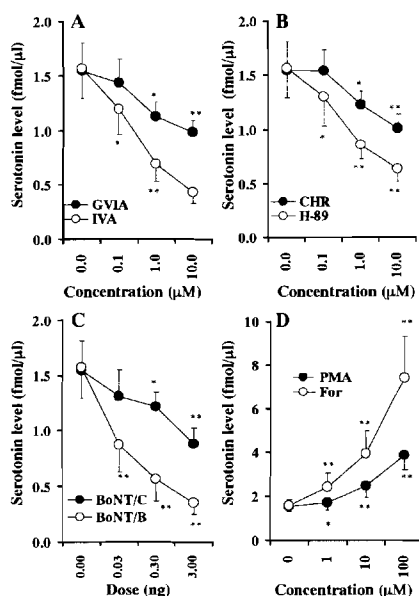 A
Serotonin level (fmol/µl)
2.0
1.5
1.0
0.5
0.0
*
**
*
**
GVIA
IVA
0.0
0.1
1.0
10.0
Concentration (µM)
B
Serotonin level (fmol/µl)
2.0
1.5
1.0
0.5
0.0
*
**
*
**
**
CHR
H-89
0.0
0.1
1.0
10.0
Concentration (µM)
C
Serotonin level (fmol/µl)
2.0
1.5
1.0
0.5
0.0
*
**
**
**
**
BoNT/C
BoNT/B
0.00
0.03
0.30
3.00
Dose (ng)
D
Serotonin level (fmol/µl)
10
8
6
4
2
0
PMA
For
**
**
**
*
**
**
0
1
10
100
Concentration (µM)